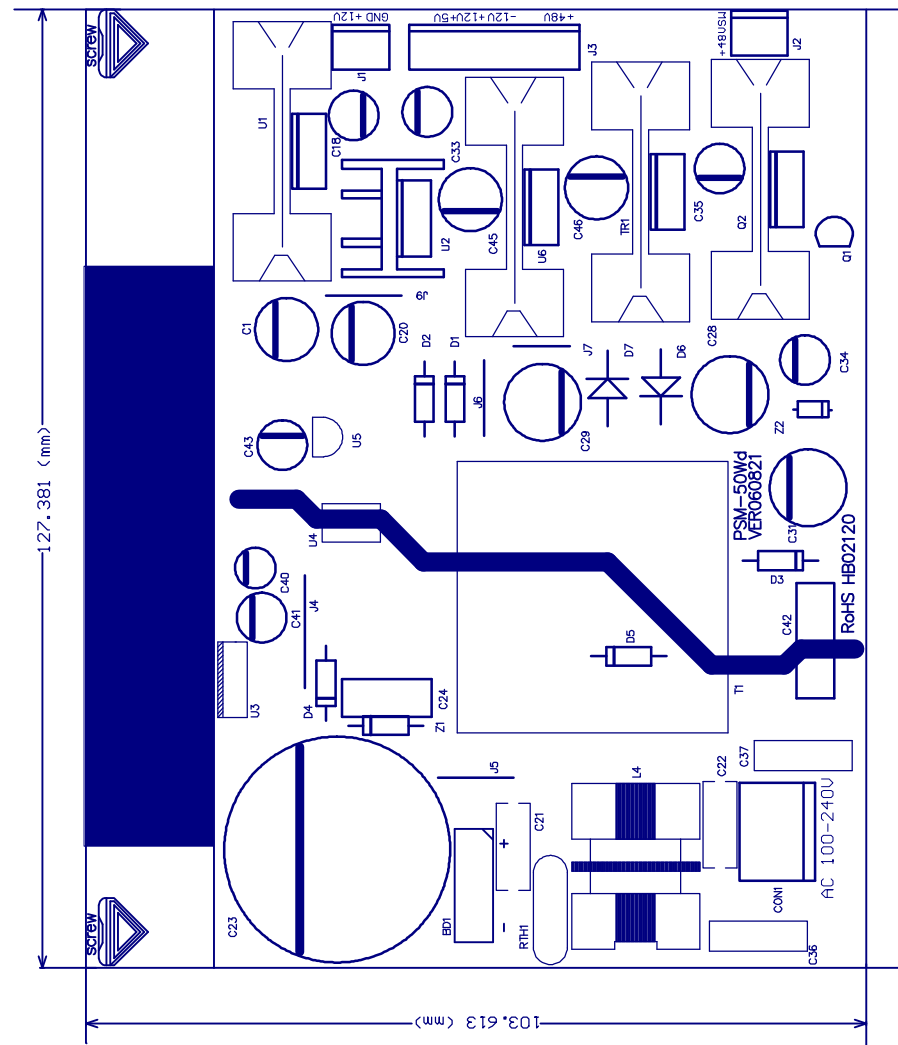 screw
GND +12V
-12V+12V+5V
+48V
+48VSW
J1
J3
J2
U1
C18
C33
U2
C45
U6
C46
TR1
C35
Q2
Q1
C1
J9
C20
D2
D1
J6
C29
J7
D7
D6
C28
C34
Z2
C43
U5
U4
PSM-50Wd
VER060821
C31
127.381 (mm)
C40
C41
J4
D3
RoHS HB02120
C42
D5
T1
U3
D4
C24
Z1
J5
L4
C22
C37
C21
+
-
C23
BD1
RTH1
CON1
AC 100-240V
C36
screw
103.613 (mm)